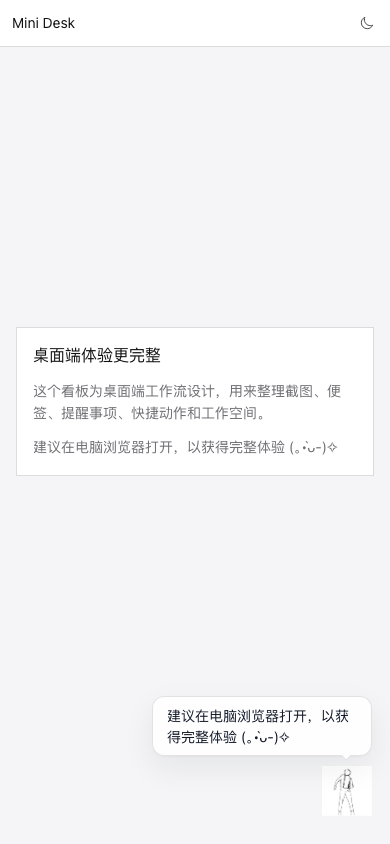 Mini Desk
桌面端体验更完整
这个看板为桌面端工作流设计，用来整理截图、便
签、提醒事项、快捷动作和工作空间。
建议在电脑浏览器打开，以获得完整体验 (｡•̀ᴗ-)✧
建议在电脑浏览器打开，以获
得完整体验 (｡•̀ᴗ-)✧